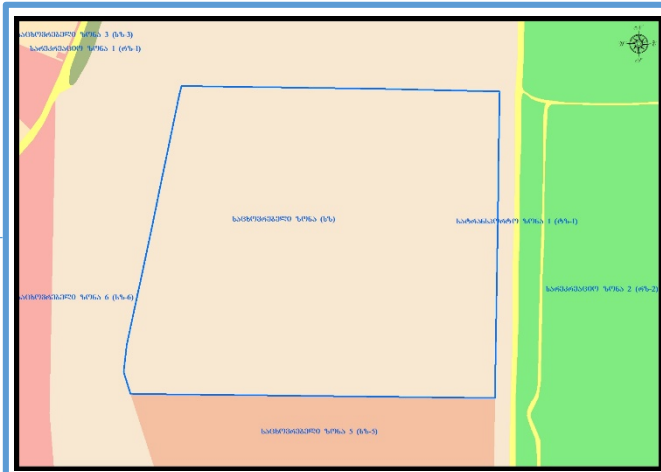 საცხოვრებელი ზონა 3 (სზ-3)
სარეკრეაციო ზონა 1 (რზ-1)
საცხოვრებელი ზონა (სზ)
სატრანსპორტო ზონა 1 (ტზ-1)
საცხოვრებელი ზონა 6 (სზ-6)
სარეკრეაციო ზონა 2 (რზ-2)
საცხოვრებელი ზონა 5 (სზ-5)